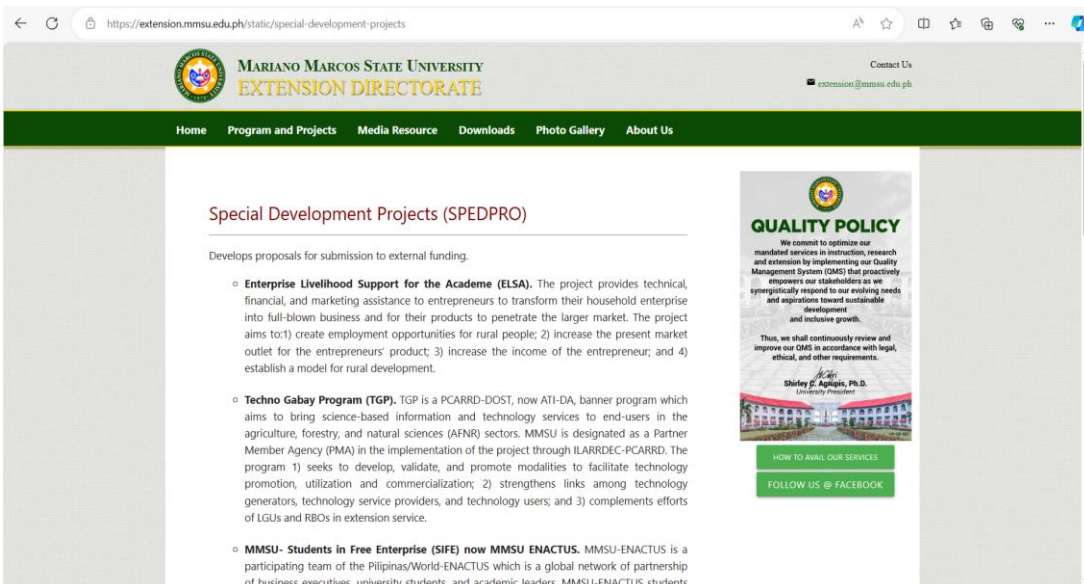 https://extension.mmsu.edu.ph/static/special-development-projects
MARIANO MARCOS STATE UNIVERSITY
EXTENSION DIRECTORATE
Contact Us
extension@mmsu.edu.ph
Home Program and Projects Media Resource Downloads Photo Gallery About Us
Special Development Projects (SPEDPRO)
Develops proposals for submission to external funding.
Enterprise Livelihood Support for the Academe (ELSA). The project provides technical,
financial, and marketing assistance to entrepreneurs to transform their household enterprise
into full-blown business and for their products to penetrate the larger market. The project
aims to:1) create employment opportunities for rural people; 2) increase the present market
outlet for the entrepreneurs' product; 3) increase the income of the entrepreneur; and 4)
establish a model for rural development.
Techno Gabay Program (TGP). TGP is a PCARRD-DOST, now ATI-DA, banner program which
aims to bring science-based information and technology services to end-users in the
agriculture, forestry, and natural sciences (AFNR) sectors. MMSU is designated as a Partner
Member Agency (PMA) in the implementation of the project through ILARRDEC-PCARRD. The
program 1) seeks to develop, validate, and promote modalities to facilitate technology
promotion, utilization and commercialization; 2) strengthens links among technology
generators, technology service providers, and technology users; and 3) complements efforts
of LGUs and RBOs in extension service.
MMSU- Students in Free Enterprise (SIFE) now MMSU ENACTUS. MMSU-ENACTUS is a
participating team of the Pilipinas/World-ENACTUS which is a global network of partnership
of business executives, university students, and academic leaders. MMSU-ENACTUS students
QUALITY POLICY
We commit to optimize our
mandated services in instruction, research
and extension by implementing our Quality
Management System (QMS) that proactively
empowers our stakeholders as we
synergistically respond to our evolving needs
and aspirations toward sustainable
development
and inclusive growth.
Thus, we shall continuously review and
improve our QMS in accordance with legal,
ethical, and other requirements.
Shirley C. Agrupis, Ph.D.
University President
HOW TO AVAIL OUR SERVICES
FOLLOW US @ FACEBOOK